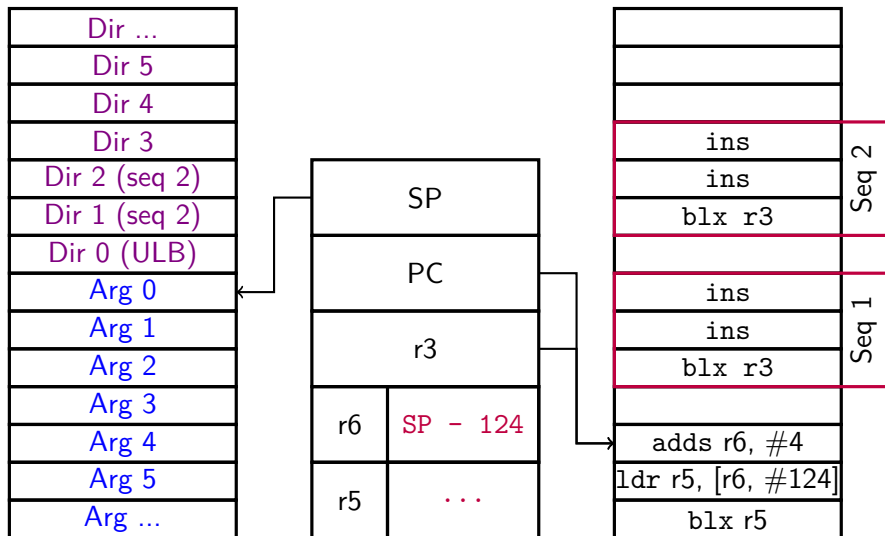 Dir ...
Dir 5
Dir 4
Dir 3
Dir 2 (seq 2)
Dir 1 (seq 2)
Dir 0 (ULB)
Arg 0
Arg 1
Arg 2
Arg 3
Arg 4
Arg 5
Arg ...
SP
PC
r3
r6 SP - 124
r5 ...
ins
ins
blx r3
Seq 2
ins
ins
blx r3
Seq 1
adds r6, #4
ldr r5, [r6, #124]
blx r5